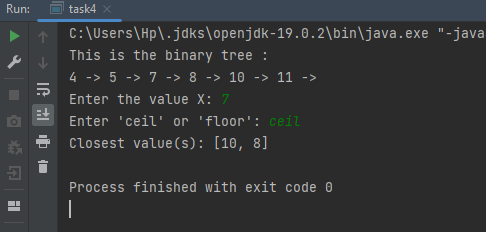 Run: task4 ×
C:\Users\Hp\.jdks\openjdk-19.0.2\bin\java.exe "-java
This is the binary tree :
4 -> 5 -> 7 -> 8 -> 10 -> 11 ->
Enter the value X: 7
Enter 'ceil' or 'floor': ceil
Closest value(s): [10, 8]
Process finished with exit code 0